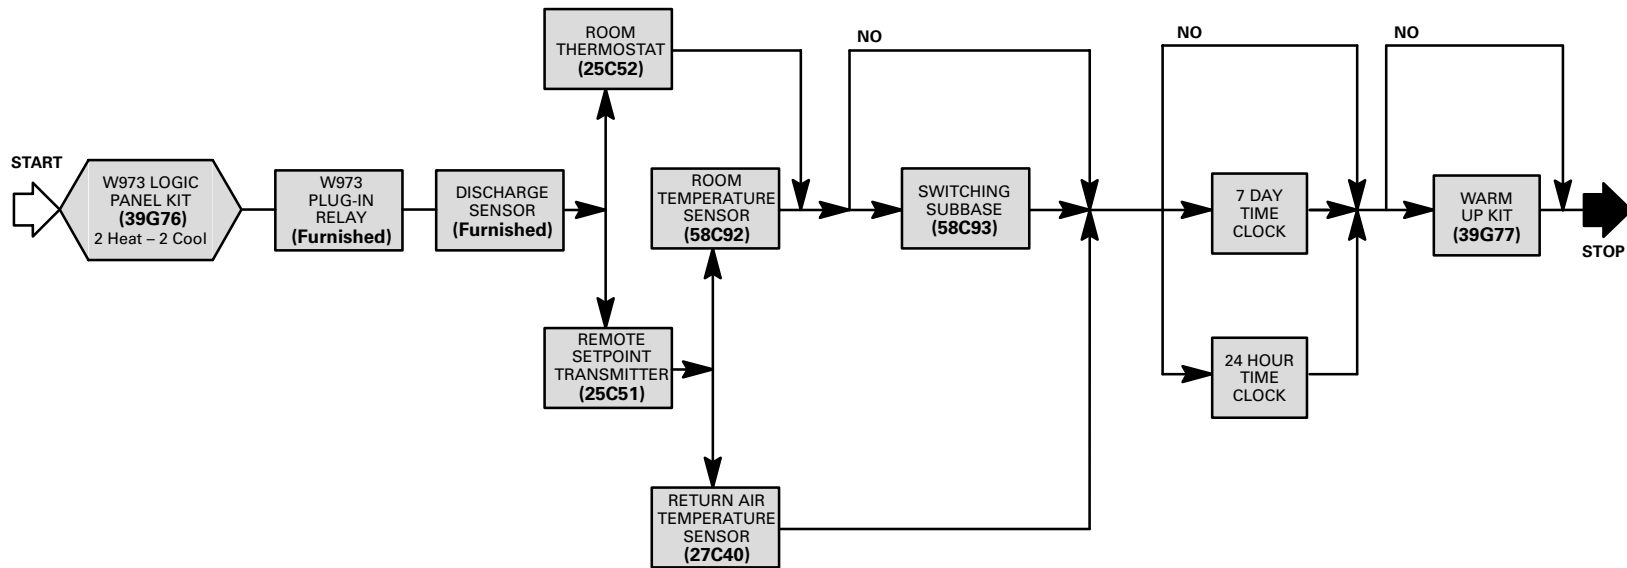 START
W973 LOGIC
PANEL KIT
(39G76)
2 Heat – 2 Cool
W973
PLUG-IN
RELAY
(Furnished)
DISCHARGE
SENSOR
(Furnished)
ROOM
THERMOSTAT
(25C52)
REMOTE
SETPOINT
TRANSMITTER
(25C51)
ROOM
TEMPERATURE
SENSOR
(58C92)
RETURN AIR
TEMPERATURE
SENSOR
(27C40)
NO
SWITCHING
SUBBASE
(58C93)
NO
7 DAY
TIME
CLOCK
24 HOUR
TIME
CLOCK
NO
WARM
UP KIT
(39G77)
STOP